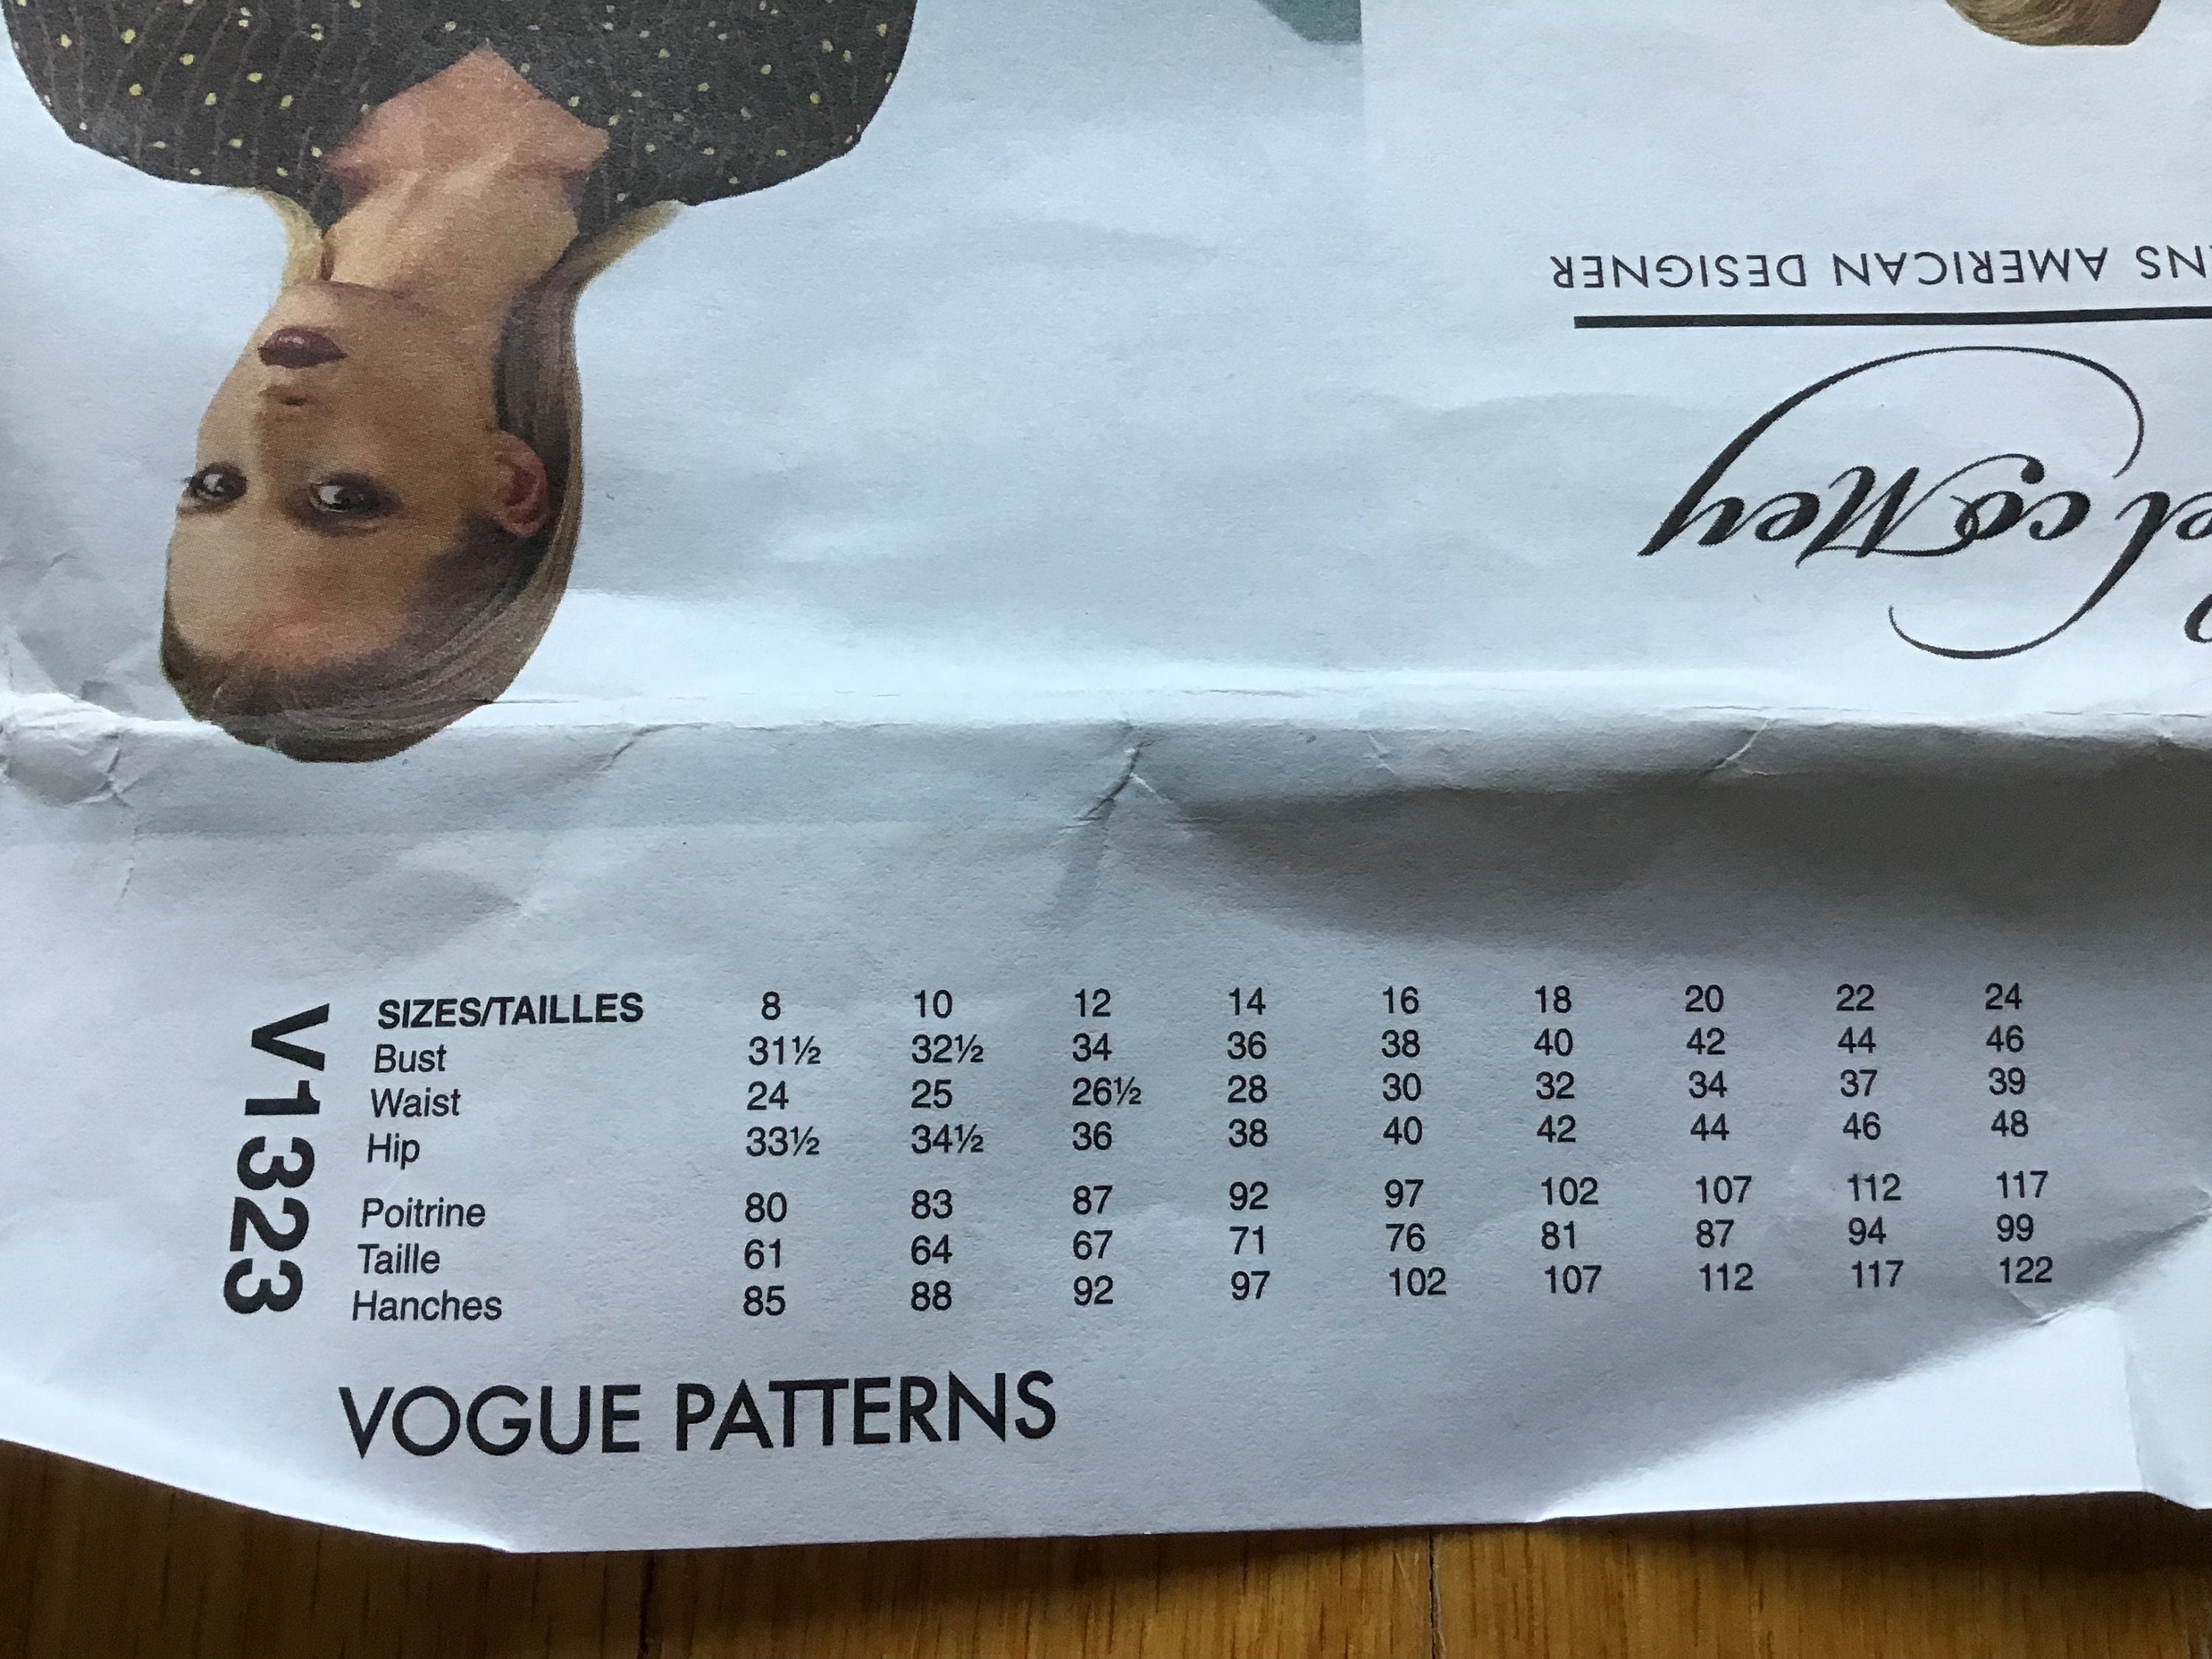 Comey
AMERICAN DESIGNER
V1323
SIZES/TAILLES 8 10 12 14 16 18 20 22 24
Bust 31½ 32½ 34 36 38 40 42 44 46
Waist 24 25 26½ 28 30 32 34 37 39
Hip 33½ 34½ 36 38 40 42 44 46 48
Poitrine 80 83 87 92 97 102 107 112 117
Taille 61 64 67 71 76 81 87 94 99
Hanches 85 88 92 97 102 107 112 117 122
VOGUE PATTERNS